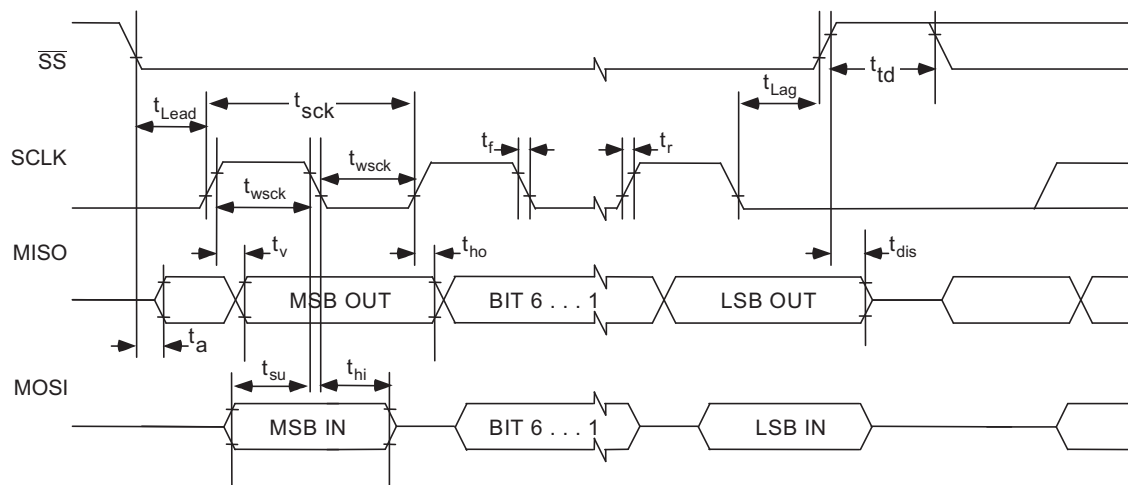 SS
t_td
t_Lag
t_Lead
t_sck
SCLK
t_f
t_r
t_wsck
t_wsck
MISO
t_v
t_ho
t_dis
MSB OUT
BIT 6 . . . 1
LSB OUT
t_a
MOSI
t_su
t_hi
MSB IN
BIT 6 . . . 1
LSB IN